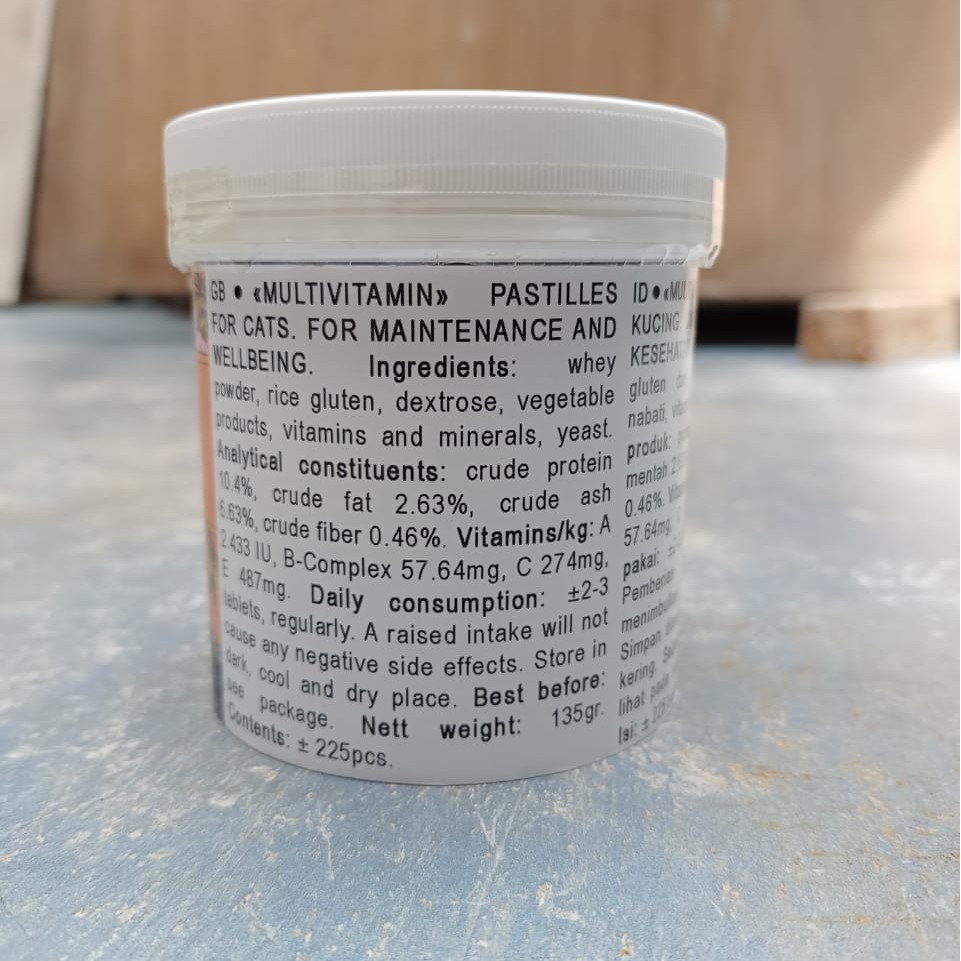 GB • «MULTIVITAMIN» PASTILLES
FOR CATS. FOR MAINTENANCE AND
WELLBEING. Ingredients: whey
powder, rice gluten, dextrose, vegetable
products, vitamins and minerals, yeast.
Analytical constituents: crude protein
10.4%, crude fat 2.63%, crude ash
6.63%, crude fiber 0.46%. Vitamins/kg: A
2.433 IU, B-Complex 57.64mg, C 274mg,
E 487mg. Daily consumption: ±2-3
tablets, regularly. A raised intake will not
cause any negative side effects. Store in
dark, cool and dry place. Best before:
see package. Nett weight: 135gr.
Contents: ± 225pcs.
ID •
KUCING
gluten
nabati,
produk:
mentah
0.46%.
57.64mg,
pakai:
Simpan
kering.
lihat
Isi: ±